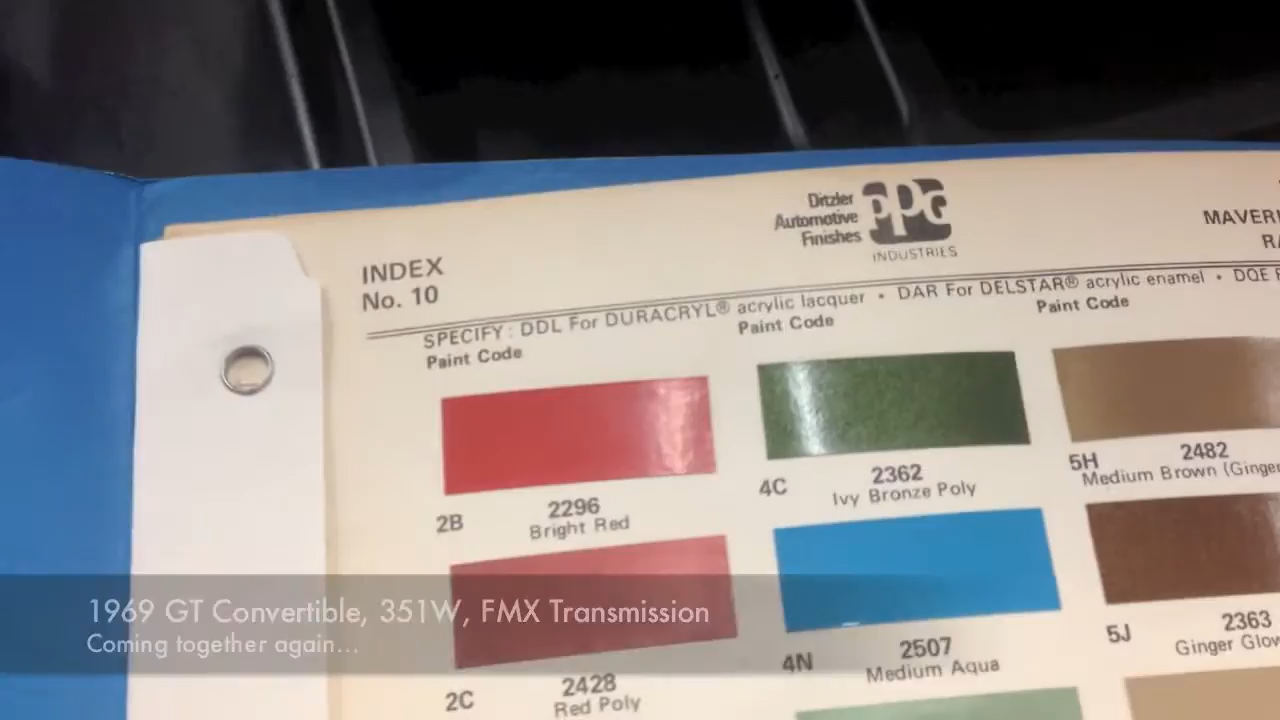 Ditzler
Automotive
Finishes
PPG
INDUSTRIES
INDEX
No. 10
SPECIFY: DDL For DURACRYL® acrylic lacquer • DAR For DELSTAR® acrylic enamel • DQE
Paint Code
Paint Code
Paint Code
2B
2296
Bright Red
4C
2362
Ivy Bronze Poly
5H
2482
Medium Brown (Ginger
2C
2428
Red Poly
4N
2507
Medium Aqua
5J
2363
Ginger Glow
1969 GT Convertible, 351W, FMX Transmission
Coming together again...